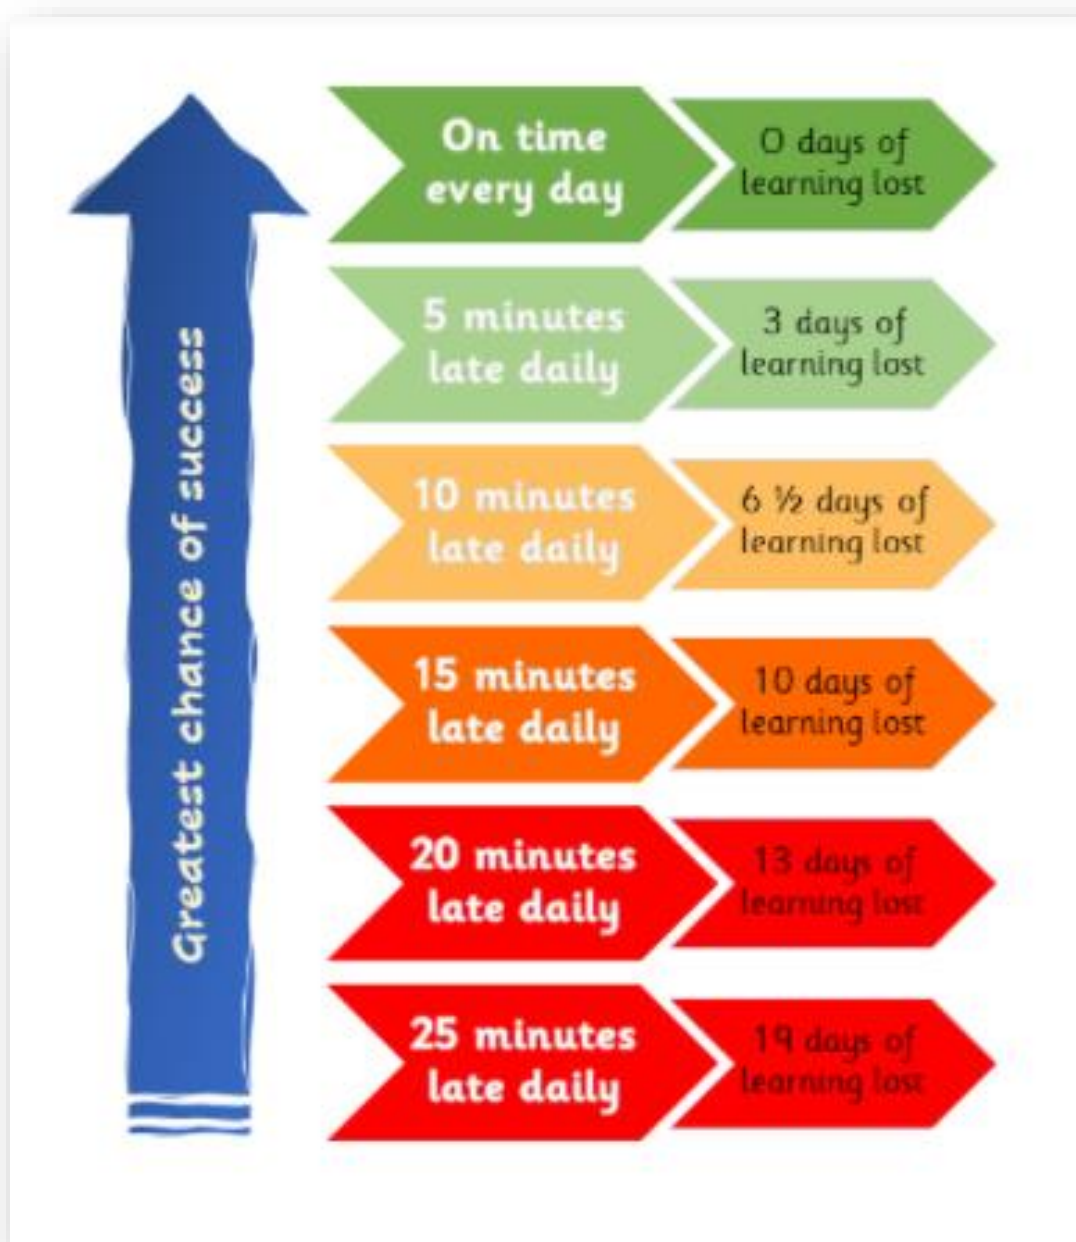 Greatest chance of success
On time
every day
0 days of
learning lost
5 minutes
late daily
3 days of
learning lost
10 minutes
late daily
6 ½ days of
learning lost
15 minutes
late daily
10 days of
learning lost
20 minutes
late daily
13 days of
learning lost
25 minutes
late daily
19 days of
learning lost